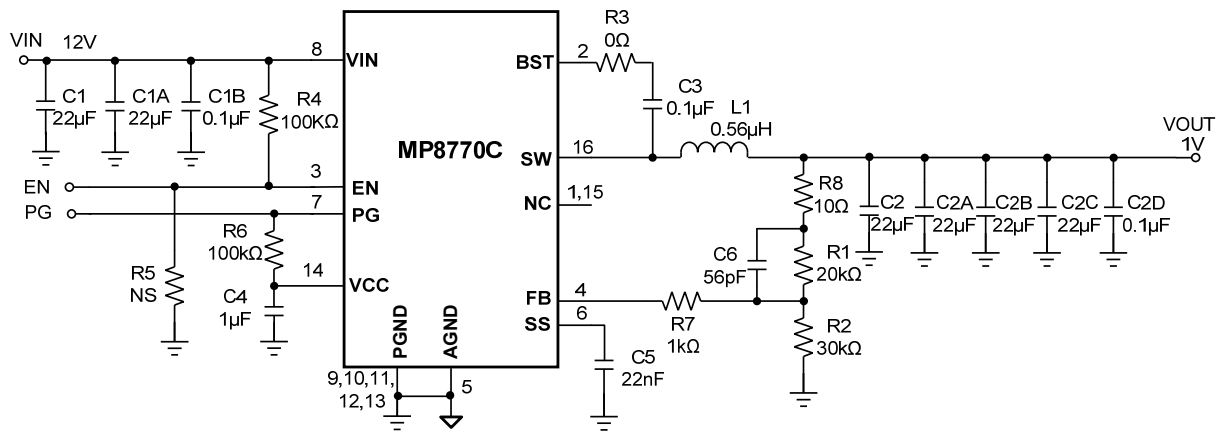 VIN 12V
8
VIN
C1
22µF
C1A
22µF
C1B
0.1µF
R4
100KΩ
EN
3
EN
PG
7
PG
R6
100kΩ
14
VCC
R5
NS
C4
1µF
MP8770C
PGND
AGND
9,10,11,
12,13
5
BST
2
R3
0Ω
C3
0.1µF
L1
0.56µH
SW
16
NC
1,15
VOUT
1V
R8
10Ω
C2
22µF
C2A
22µF
C2B
22µF
C2C
22µF
C2D
0.1µF
C6
56pF
R1
20kΩ
FB
4
R7
1kΩ
SS
6
R2
30kΩ
C5
22nF